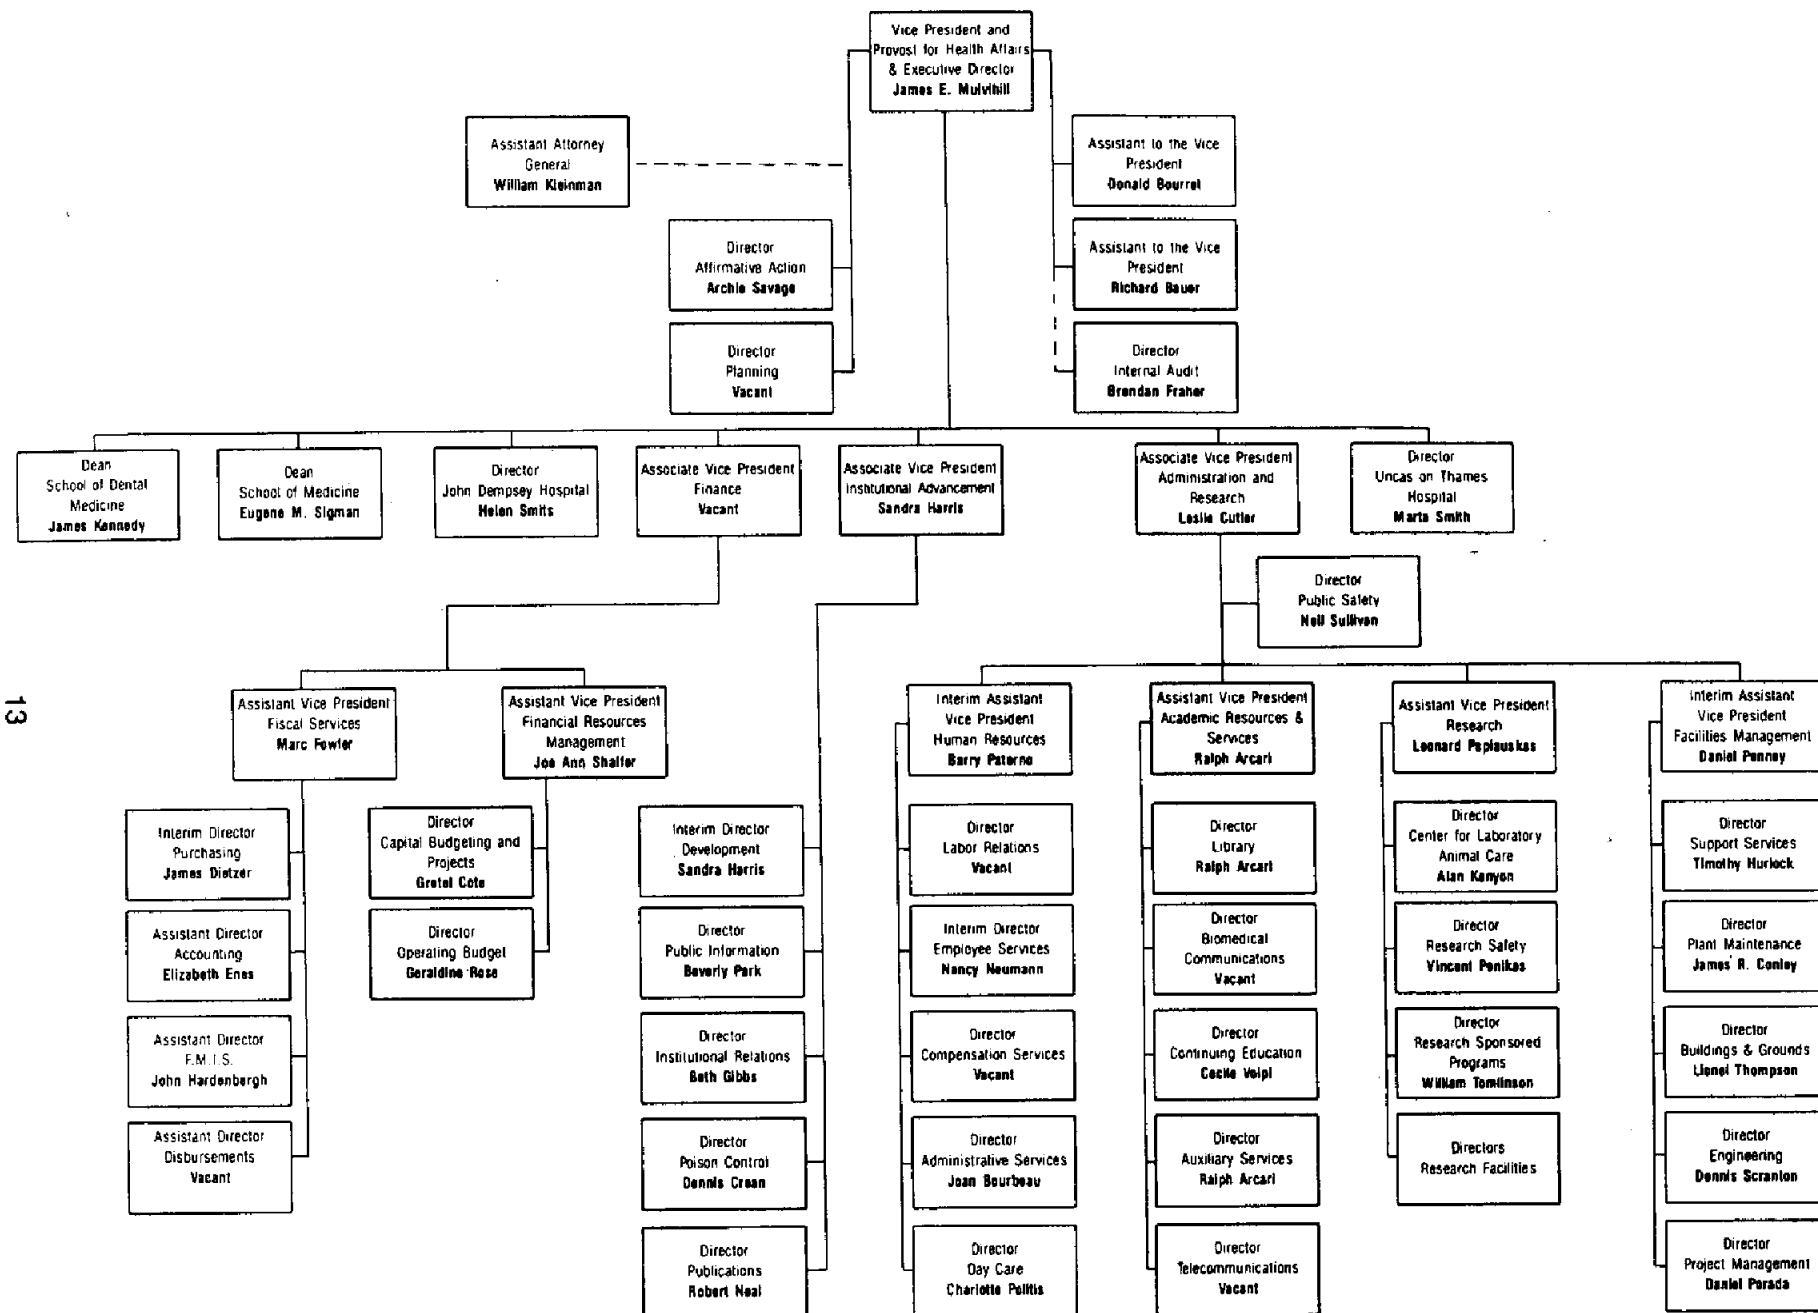 Vice President and
Provost for Health Affairs
& Executive Director
James E. Mulvihill
Assistant Attorney
General
William Kleinman
Assistant to the Vice
President
Donald Bourret
Director
Affirmative Action
Archie Savage
Assistant to the Vice
President
Richard Bauer
Director
Planning
Vacant
Director
Internal Audit
Brendan Fraher
Dean
School of Dental
Medicine
James Kennedy
Dean
School of Medicine
Eugene M. Sigman
Director
John Dempsey Hospital
Helen Smits
Associate Vice President
Finance
Vacant
Associate Vice President
Institutional Advancement
Sandra Harris
Associate Vice President
Administration and
Research
Leslie Cutler
Director
Uncas on Thames
Hospital
Marta Smith
Director
Public Safety
Neil Sullivan
Assistant Vice President
Fiscal Services
Marc Fowler
Assistant Vice President
Financial Resources
Management
Joe Ann Shaffer
Interim Assistant
Vice President
Human Resources
Barry Paterno
Assistant Vice President
Academic Resources &
Services
Ralph Arcari
Assistant Vice President
Research
Leonard Paplauskas
Interim Assistant
Vice President
Facilities Management
Daniel Penney
Interim Director
Purchasing
James Dietzer
Director
Capital Budgeting and
Projects
Gretel Cote
Interim Director
Development
Sandra Harris
Director
Labor Relations
Vacant
Director
Library
Ralph Arcari
Director
Center for Laboratory
Animal Care
Alan Kenyon
Director
Support Services
Timothy Hurlock
Assistant Director
Accounting
Elizabeth Enes
Director
Operating Budget
Geraldine Rose
Director
Public Information
Beverly Park
Interim Director
Employee Services
Nancy Neumann
Director
Biomedical
Communications
Vacant
Director
Research Safety
Vincent Penikas
Director
Plant Maintenance
James R. Conley
Assistant Director
F.M.I.S.
John Hardenbergh
Director
Institutional Relations
Beth Gibbs
Director
Compensation Services
Vacant
Director
Continuing Education
Cecile Volpi
Director
Research Sponsored
Programs
William Tomlinson
Director
Buildings & Grounds
Lionel Thompson
Assistant Director
Disbursements
Vacant
Director
Poison Control
Dennis Crean
Director
Administrative Services
Joan Bourbeau
Director
Auxiliary Services
Ralph Arcari
Directors
Research Facilities
Director
Engineering
Dennis Scranton
Director
Publications
Robert Neal
Director
Day Care
Charlotte Politis
Director
Telecommunications
Vacant
Director
Project Management
Daniel Parada
13